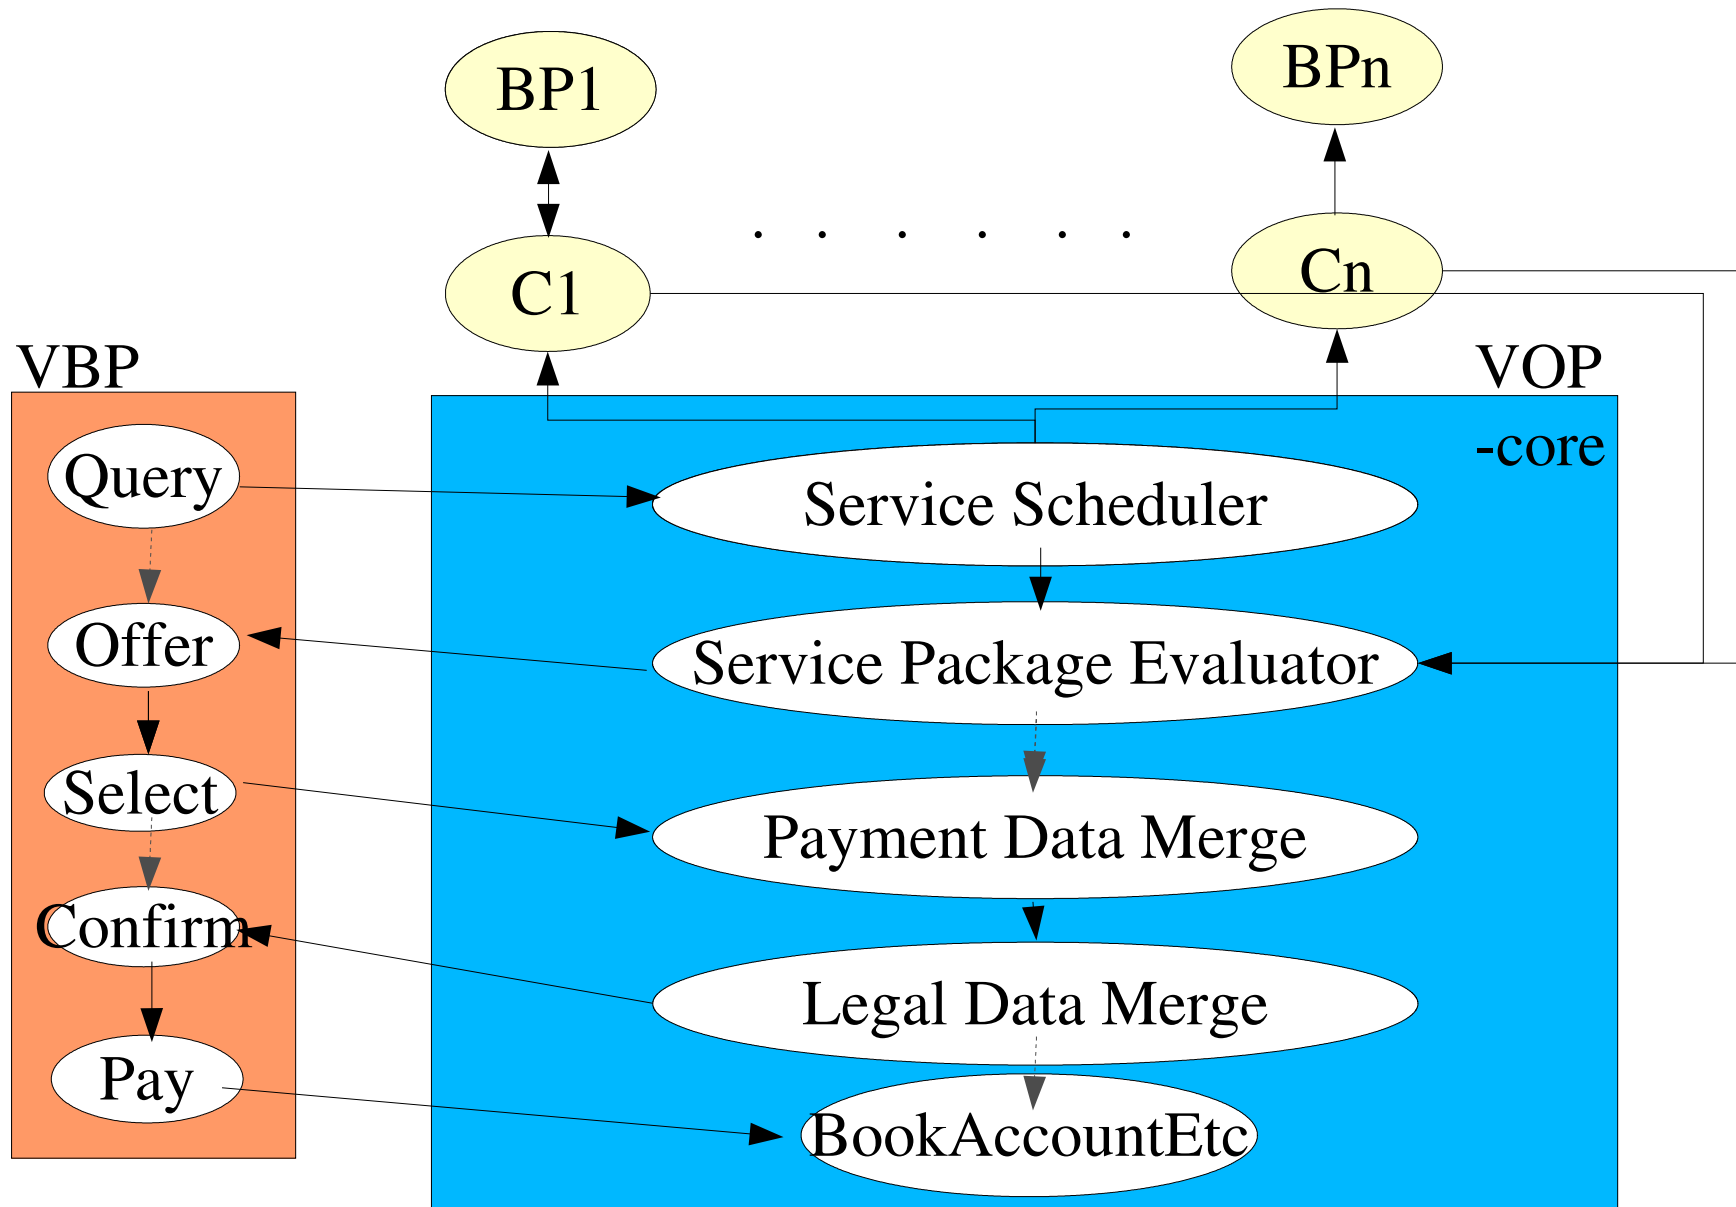 BP1
BPn
. . . . . .
C1
Cn
VBP
VOP
-core
Query
Service Scheduler
Offer
Service Package Evaluator
Select
Payment Data Merge
Confirm
Legal Data Merge
Pay
BookAccountEtc